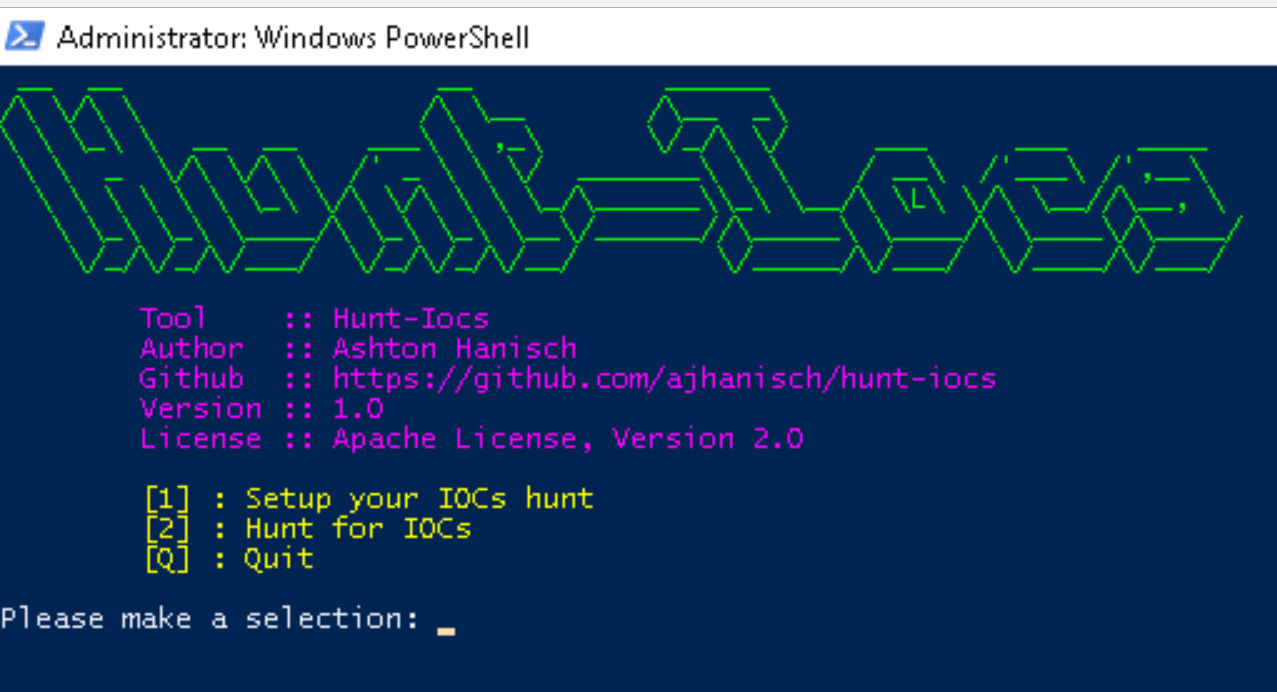 Administrator: Windows PowerShell
Hunt-Iocs
Tool :: Hunt-Iocs
Author :: Ashton Hanisch
Github :: https://github.com/ajhanisch/hunt-iocs
Version :: 1.0
License :: Apache License, Version 2.0
[1] : Setup your IOCs hunt
[2] : Hunt for IOCs
[Q] : Quit
Please make a selection: _